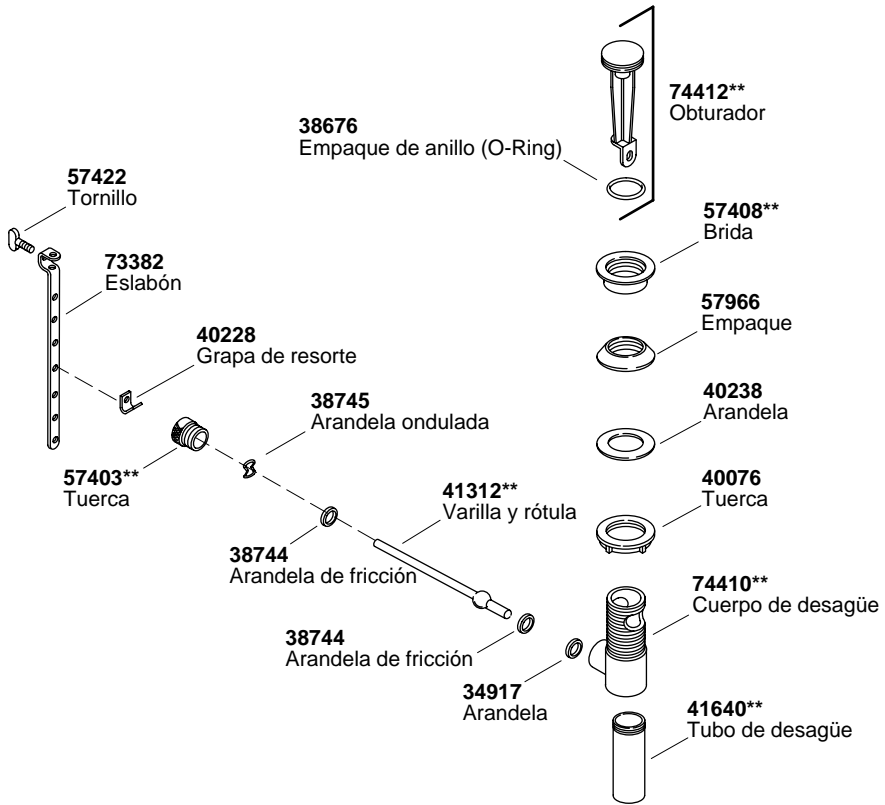 74412**
Obturador
38676
Empaque de anillo (O-Ring)
57422
Tornillo
57408**
Brida
73382
Eslabón
57966
Empaque
40228
Grapa de resorte
40238
Arandela
38745
Arandela ondulada
57403**
Tuerca
41312**
Varilla y rótula
40076
Tuerca
38744
Arandela de fricción
74410**
Cuerpo de desagüe
38744
Arandela de fricción
34917
Arandela
41640**
Tubo de desagüe